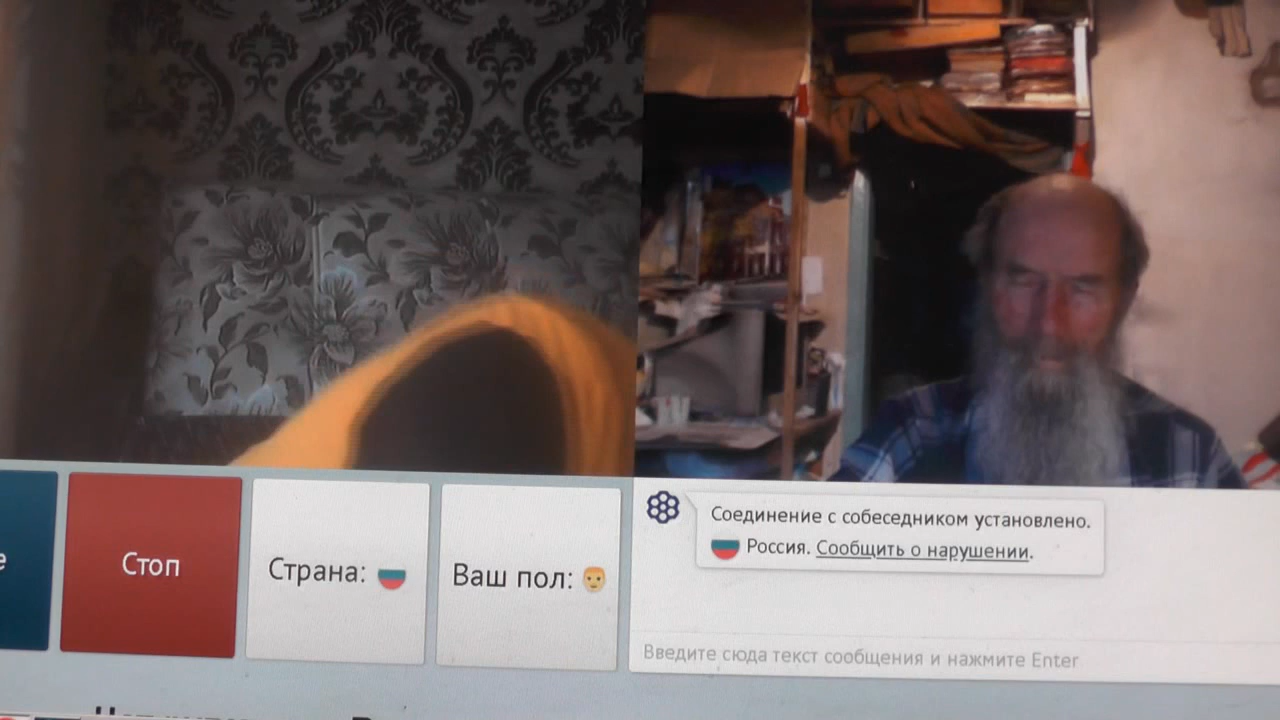 Стоп
Страна:
Ваш пол:
Соединение с собеседником установлено.
Россия. Сообщить о нарушении.
Введите сюда текст сообщения и нажмите Enter